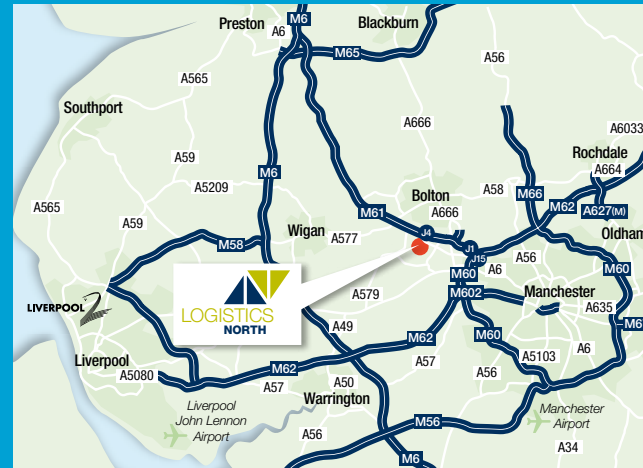 Preston
M6
Blackburn
A6
M65
A56
A565
Southport
A666
A6033
A59
Rochdale
A664
M6
A5209
Bolton
A58
M66
A565
A666
M62
A627(M)
A59
M61
J4
Oldham
M58
Wigan
A577
J1
J15
A6
A56
M60
M60
LOGISTICS
NORTH
A579
M602
Manchester
A635
LIVERPOOL2
A49
M6
M62
M60
A6
Liverpool
A57
A5103
A5080
M62
A57
A50
A56
Warrington
Liverpool
John Lennon
Airport
M56
Manchester
Airport
A56
A34
M6